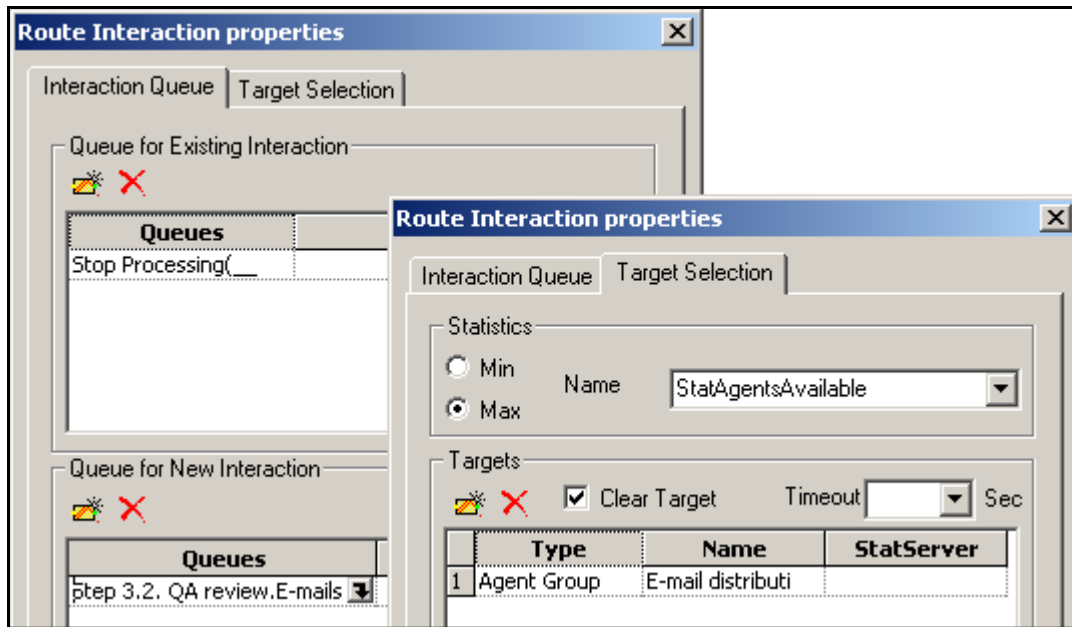 Route Interaction properties
Interaction Queue
Target Selection
Queue for Existing Interaction
Queues
Stop Processing(__
Queue for New Interaction
Queues
Step 3.2. QA review.E-mails
Route Interaction properties
Interaction Queue
Target Selection
Statistics
Min
Max
Name
StatAgentsAvailable
Targets
Clear Target
Timeout
Sec
Type Name StatServer
1 Agent Group E-mail distributi